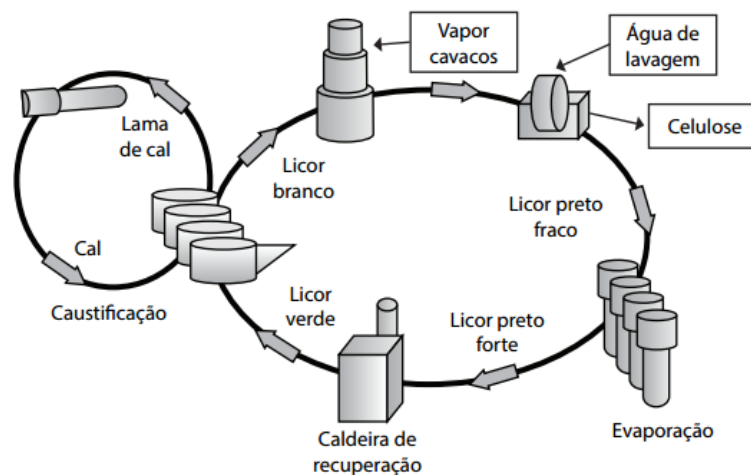 Vapor
cavacos
Água de
lavagem
Celulose
Lama
de cal
Licor
branco
Licor preto
fraco
Cal
Caustificação
Licor
verde
Licor preto
forte
Caldeira de
recuperação
Evaporação